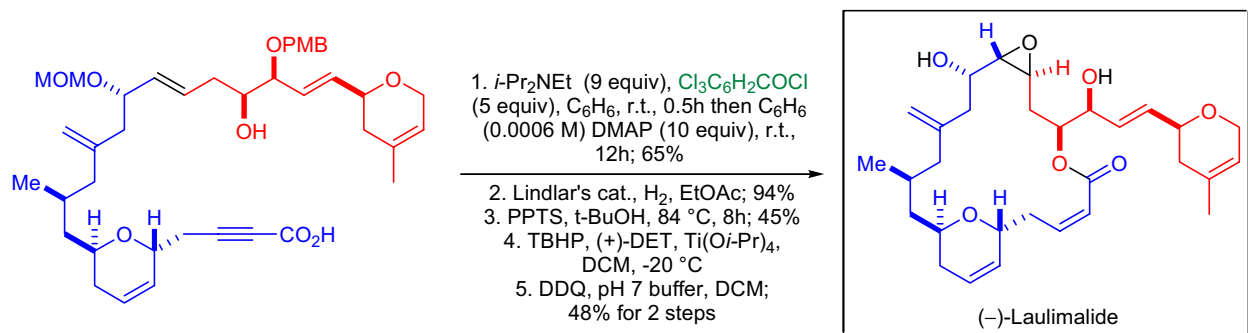 OPMB
MOMO
O
OH
Me
H
H
O
CO₂H
1. i-Pr₂NEt (9 equiv), Cl₃C₆H₂COCl
(5 equiv), C₆H₆, r.t., 0.5h then C₆H₆
(0.0006 M) DMAP (10 equiv), r.t.,
12h; 65%
2. Lindlar's cat., H₂, EtOAc; 94%
3. PPTS, t-BuOH, 84 °C, 8h; 45%
4. TBHP, (+)-DET, Ti(Oi-Pr)₄,
DCM, -20 °C
5. DDQ, pH 7 buffer, DCM;
48% for 2 steps
H
O
HO
H
OH
O
Me
O
O
H
H
O
(−)-Laulimalide